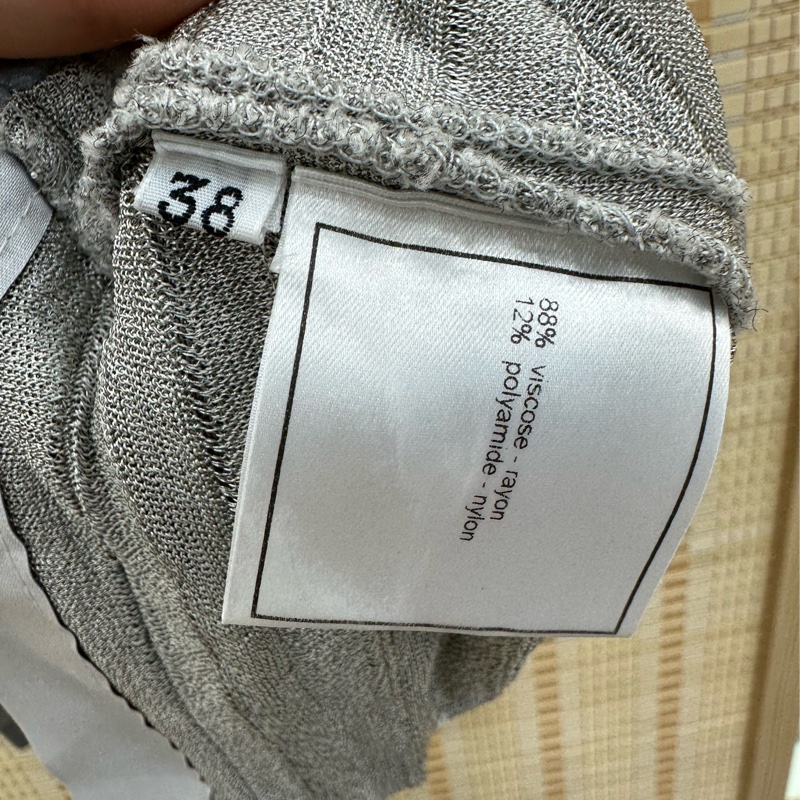 38
88% viscose - rayon
12% polyamide - nylon